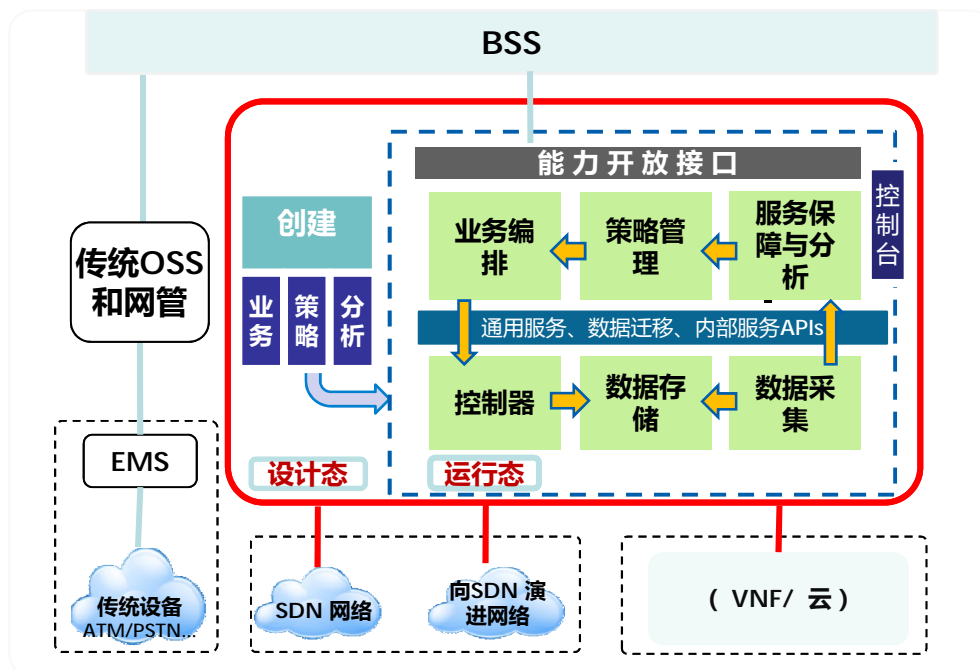 BSS
能力开放接口
控制台
创建
业务编
排
策略管
理
服务保
障与分
析
传统OSS
和网管
业务
策略
分析
通用服务、数据迁移、内部服务APIs
控制器
数据存
储
数据采
集
EMS
设计态
运行态
传统设备
ATM/PSTN...
SDN 网络
向SDN 演
进网络
( VNF/ 云 )